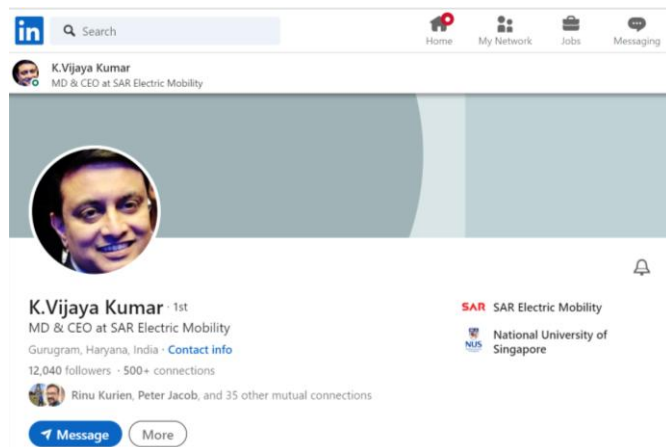 in
Search
Home
My Network
Jobs
Messaging
K.Vijaya Kumar
MD & CEO at SAR Electric Mobility
K.Vijaya Kumar · 1st
MD & CEO at SAR Electric Mobility
Gurugram, Haryana, India · Contact info
12,040 followers · 500+ connections
Rinu Kurien, Peter Jacob, and 35 other mutual connections
Message
More
SAR SAR Electric Mobility
NUS National University of
Singapore